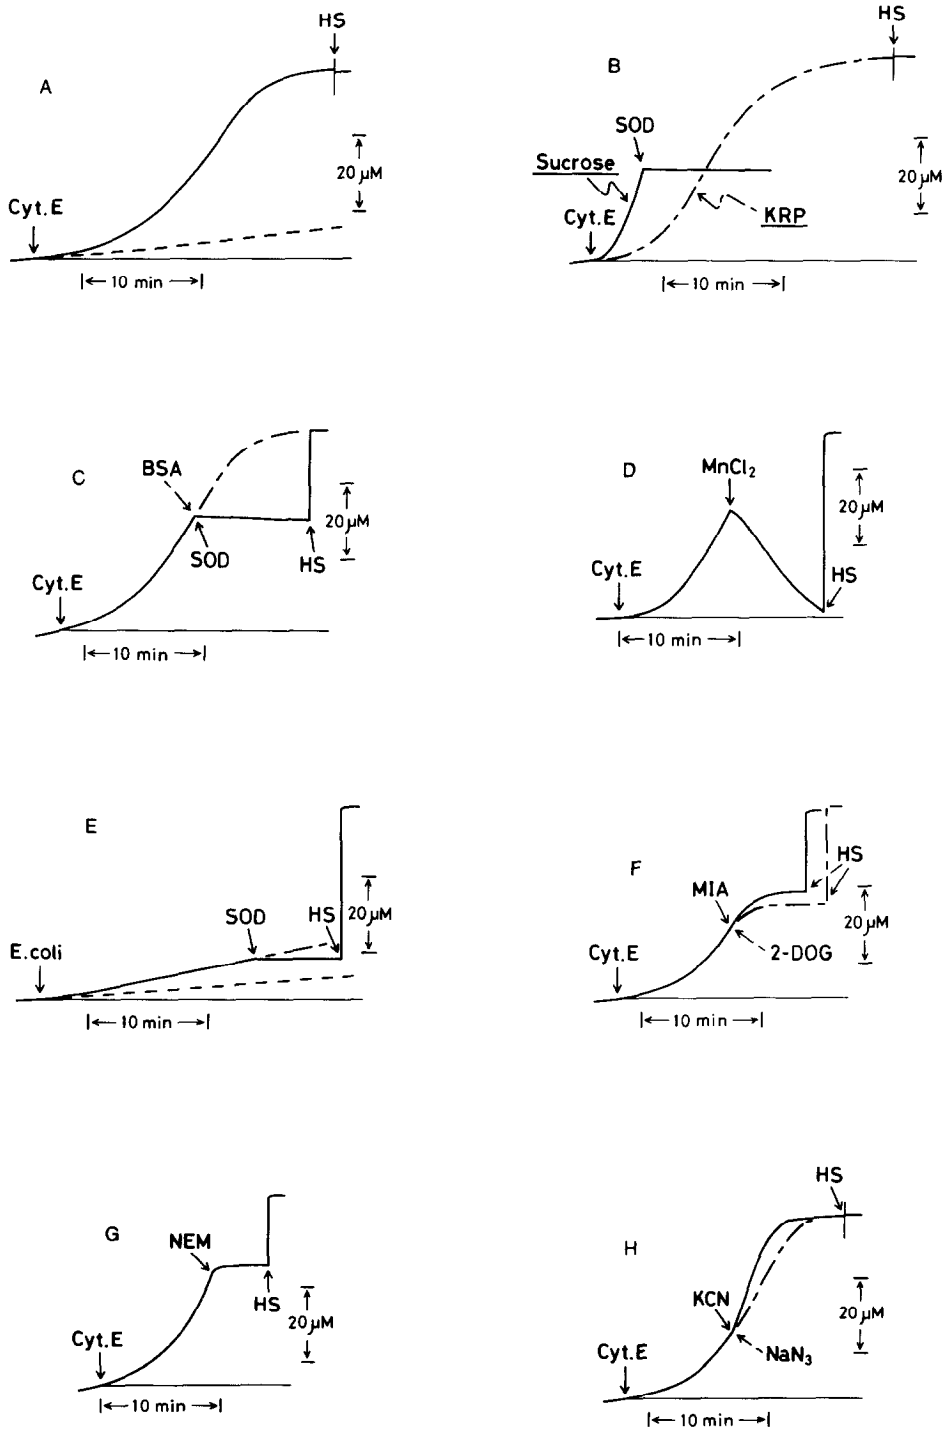 HS
A
20 µM
Cyt.E
|← 10 min →|
HS
B
SOD
Sucrose
20 µM
Cyt.E
KRP
|← 10 min →|
C
BSA
20 µM
SOD
HS
Cyt.E
|← 10 min →|
D
MnCl₂
20 µM
Cyt.E
HS
|← 10 min →|
E
SOD
HS
20 µM
E.coli
|← 10 min →|
F
HS
MIA
20 µM
2-DOG
Cyt.E
|← 10 min →|
G
NEM
HS
20 µM
Cyt.E
|← 10 min →|
HS
H
KCN
20 µM
NaN₃
Cyt.E
|← 10 min →|